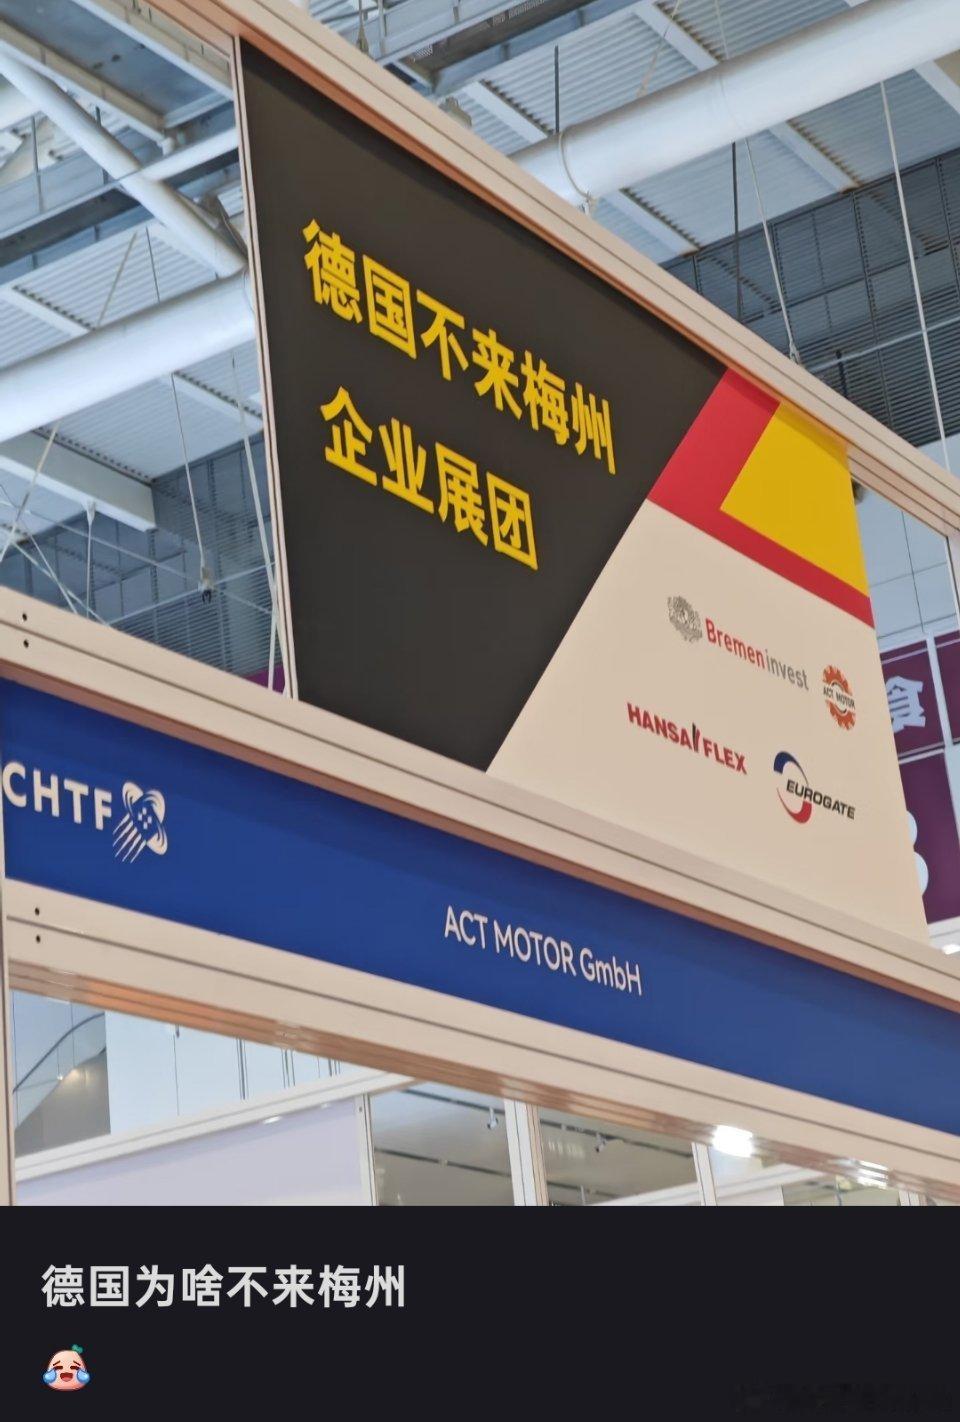 德国不来梅州
企业展团
Bremeninvest
ACT MOTOR
HANSA FLEX
EUROGATE
食
CHTF
ACT MOTOR GmbH
德国为啥不来梅州